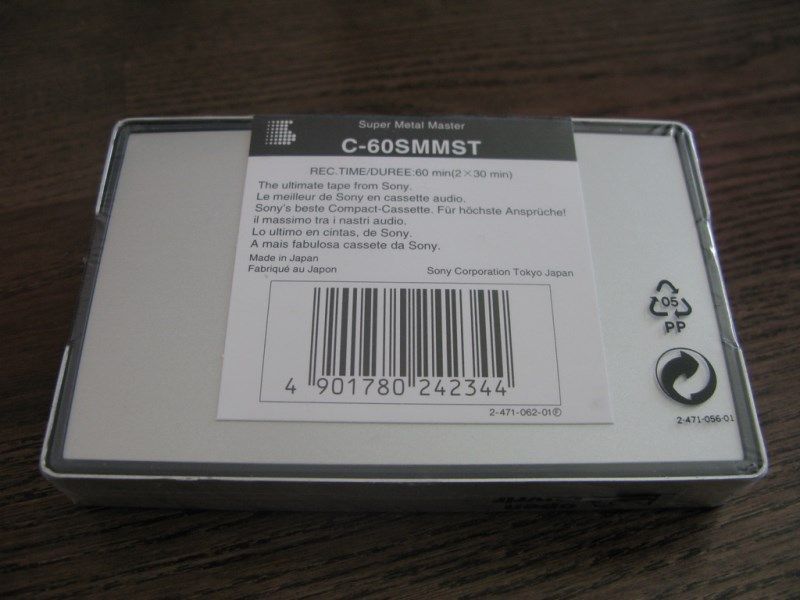 Super Metal Master
C-60SMMST
REC.TIME/DUREE:60 min(2×30 min)
The ultimate tape from Sony.
Le meilleur de Sony en cassette audio.
Sony's beste Compact-Cassette. Für höchste Ansprüche!
il massimo tra i nastri audio.
Lo ultimo en cintas, de Sony.
A mais fabulosa cassete da Sony.
Made in Japan
Fabriqué au Japon
Sony Corporation Tokyo Japan
4 901780 242344
2-471-062-01Ⓕ
05
PP
2-471-056-01